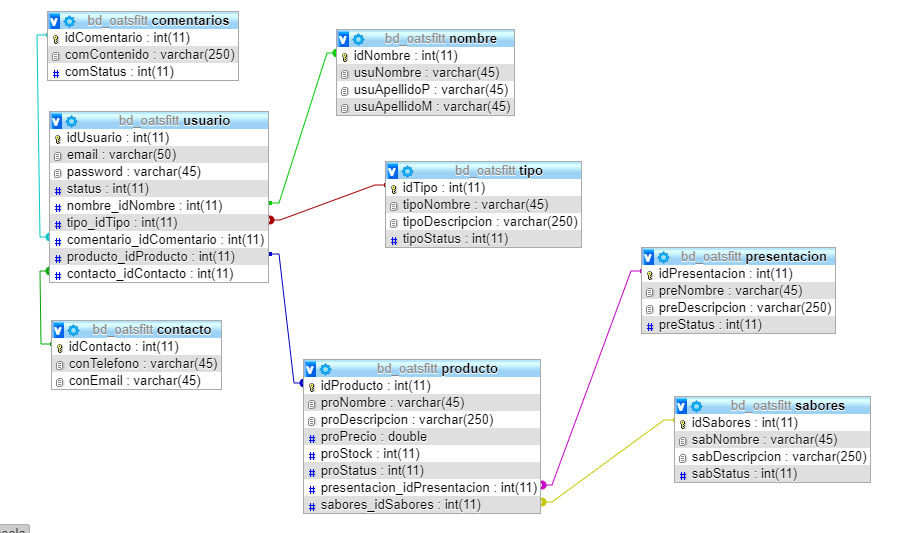 bd_oatsfitt comentarios
idComentario : int(11)
comContenido : varchar(250)
# comStatus : int(11)
bd_oatsfitt nombre
idNombre : int(11)
usuNombre : varchar(45)
usuApellidoP : varchar(45)
usuApellidoM : varchar(45)
bd_oatsfitt usuario
idUsuario : int(11)
email : varchar(50)
password : varchar(45)
# status : int(11)
# nombre_idNombre : int(11)
# tipo_idTipo : int(11)
# comentario_idComentario : int(11)
# producto_idProducto : int(11)
# contacto_idContacto : int(11)
bd_oatsfitt tipo
idTipo : int(11)
tipoNombre : varchar(45)
tipoDescripcion : varchar(250)
# tipoStatus : int(11)
bd_oatsfitt presentacion
idPresentacion : int(11)
preNombre : varchar(45)
preDescripcion : varchar(250)
# preStatus : int(11)
bd_oatsfitt contacto
idContacto : int(11)
conTelefono : varchar(45)
conEmail : varchar(45)
bd_oatsfitt producto
idProducto : int(11)
proNombre : varchar(45)
proDescripcion : varchar(250)
# proPrecio : double
# proStock : int(11)
# proStatus : int(11)
# presentacion_idPresentacion : int(11)
# sabores_idSabores : int(11)
bd_oatsfitt sabores
idSabores : int(11)
sabNombre : varchar(45)
sabDescripcion : varchar(250)
# sabStatus : int(11)